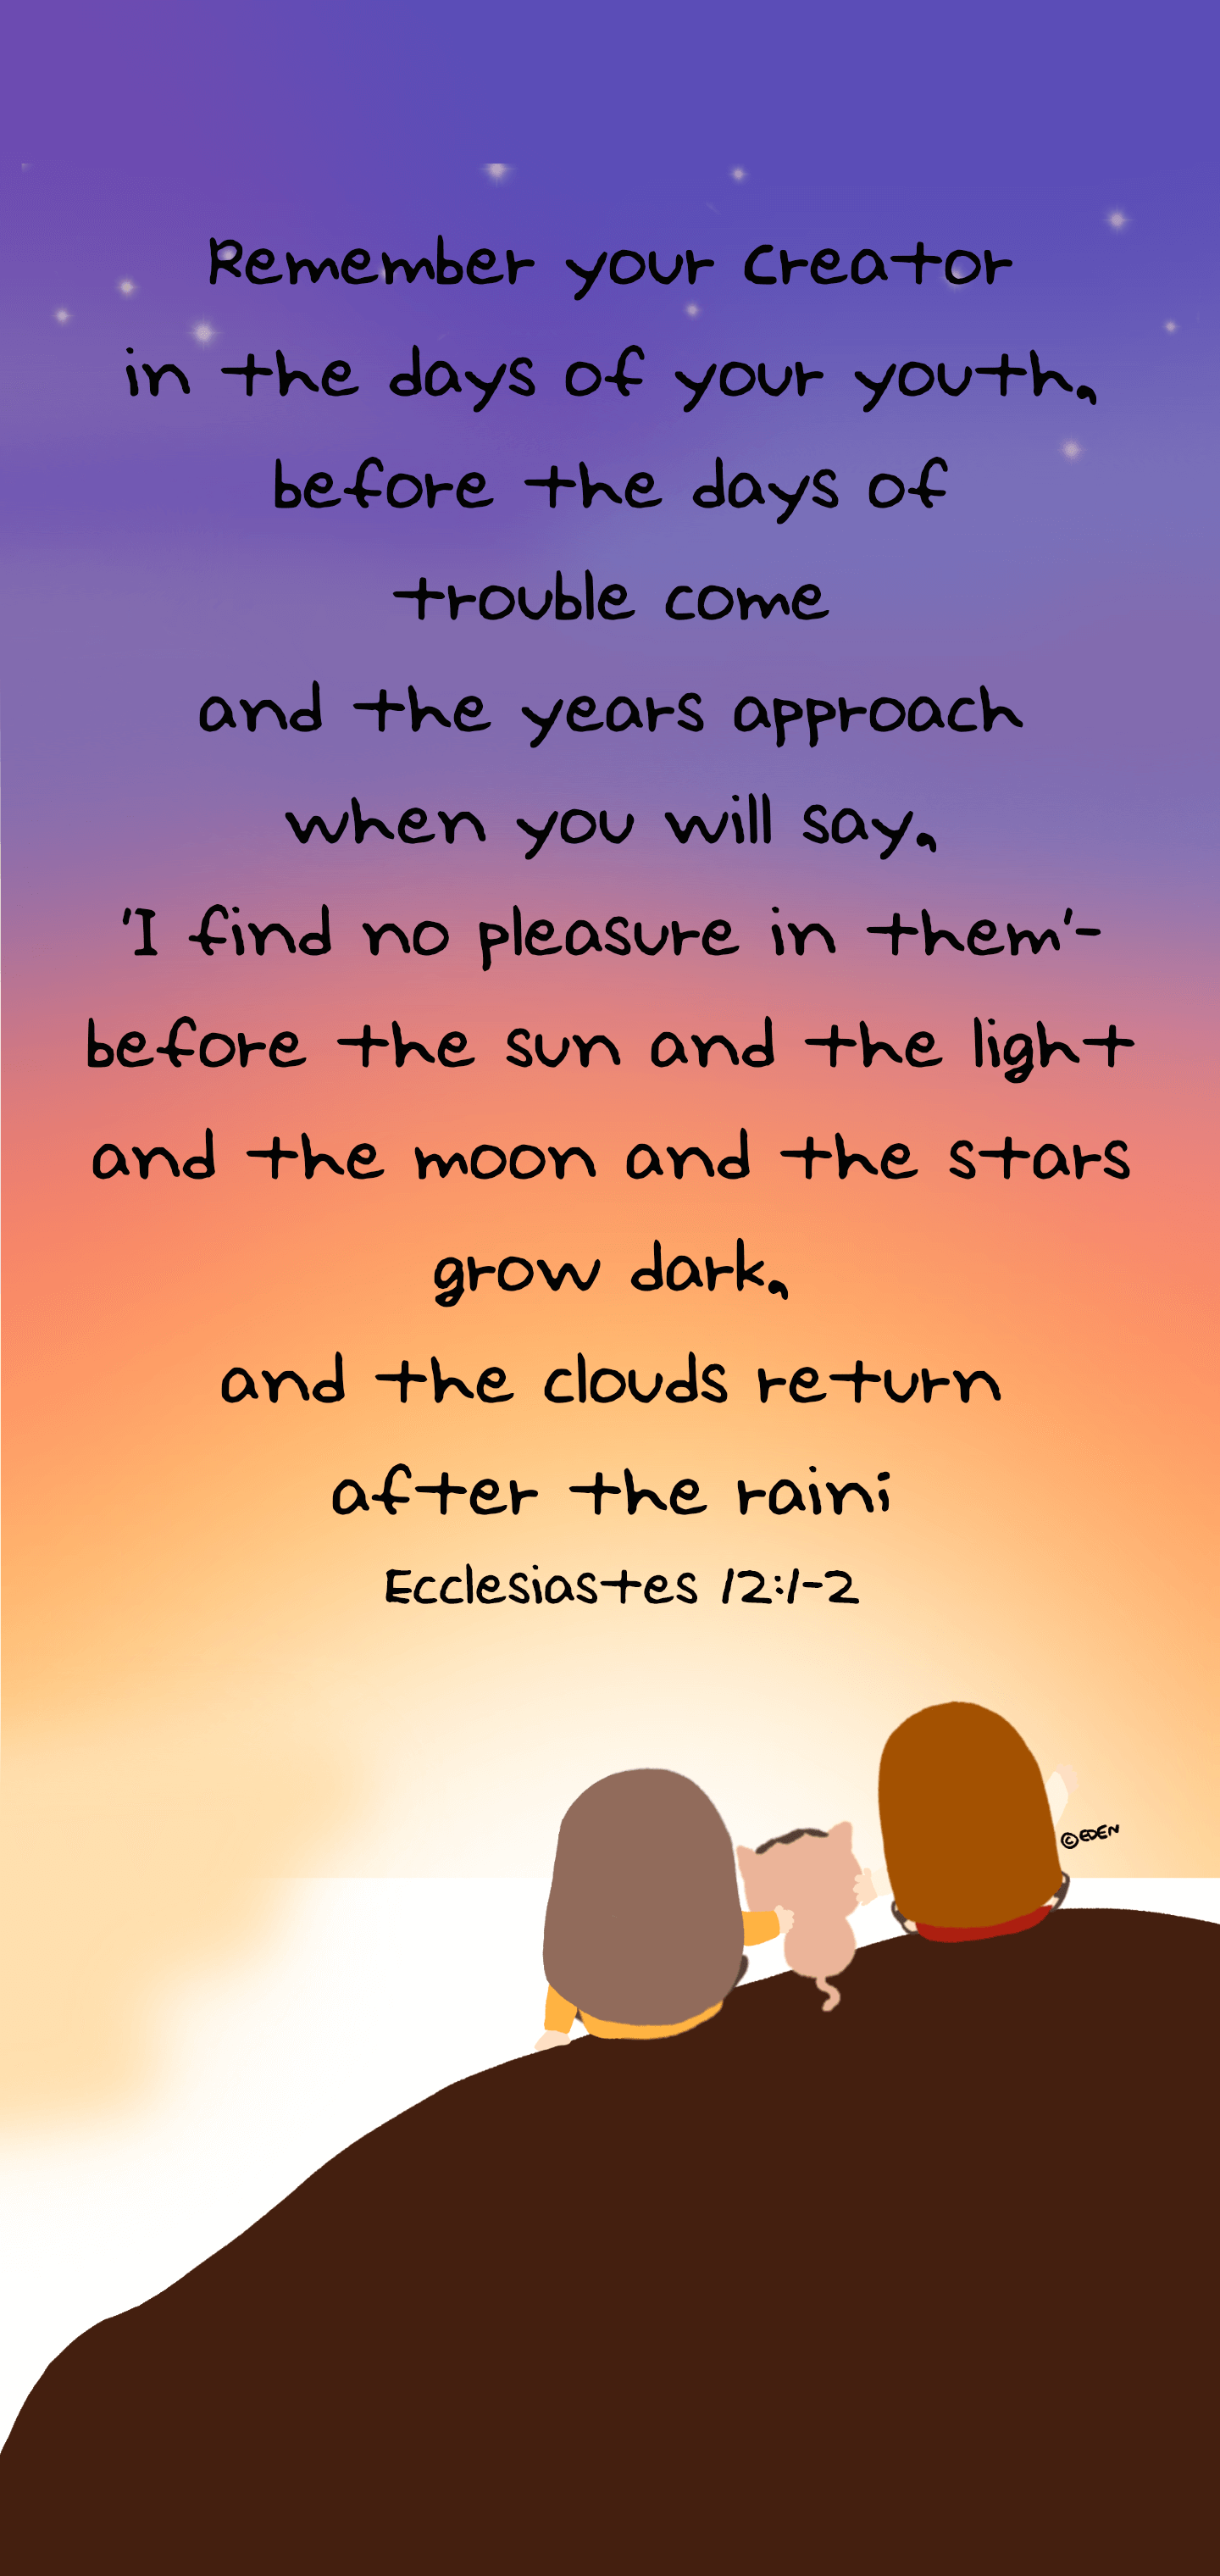 Remember your Creator
in the days of your youth,
before the days of
trouble come
and the years approach
when you will say,
'I find no pleasure in them'-
before the sun and the light
and the moon and the stars
grow dark,
and the clouds return
after the rain;
Ecclesiastes 12:1-2
©EDEN